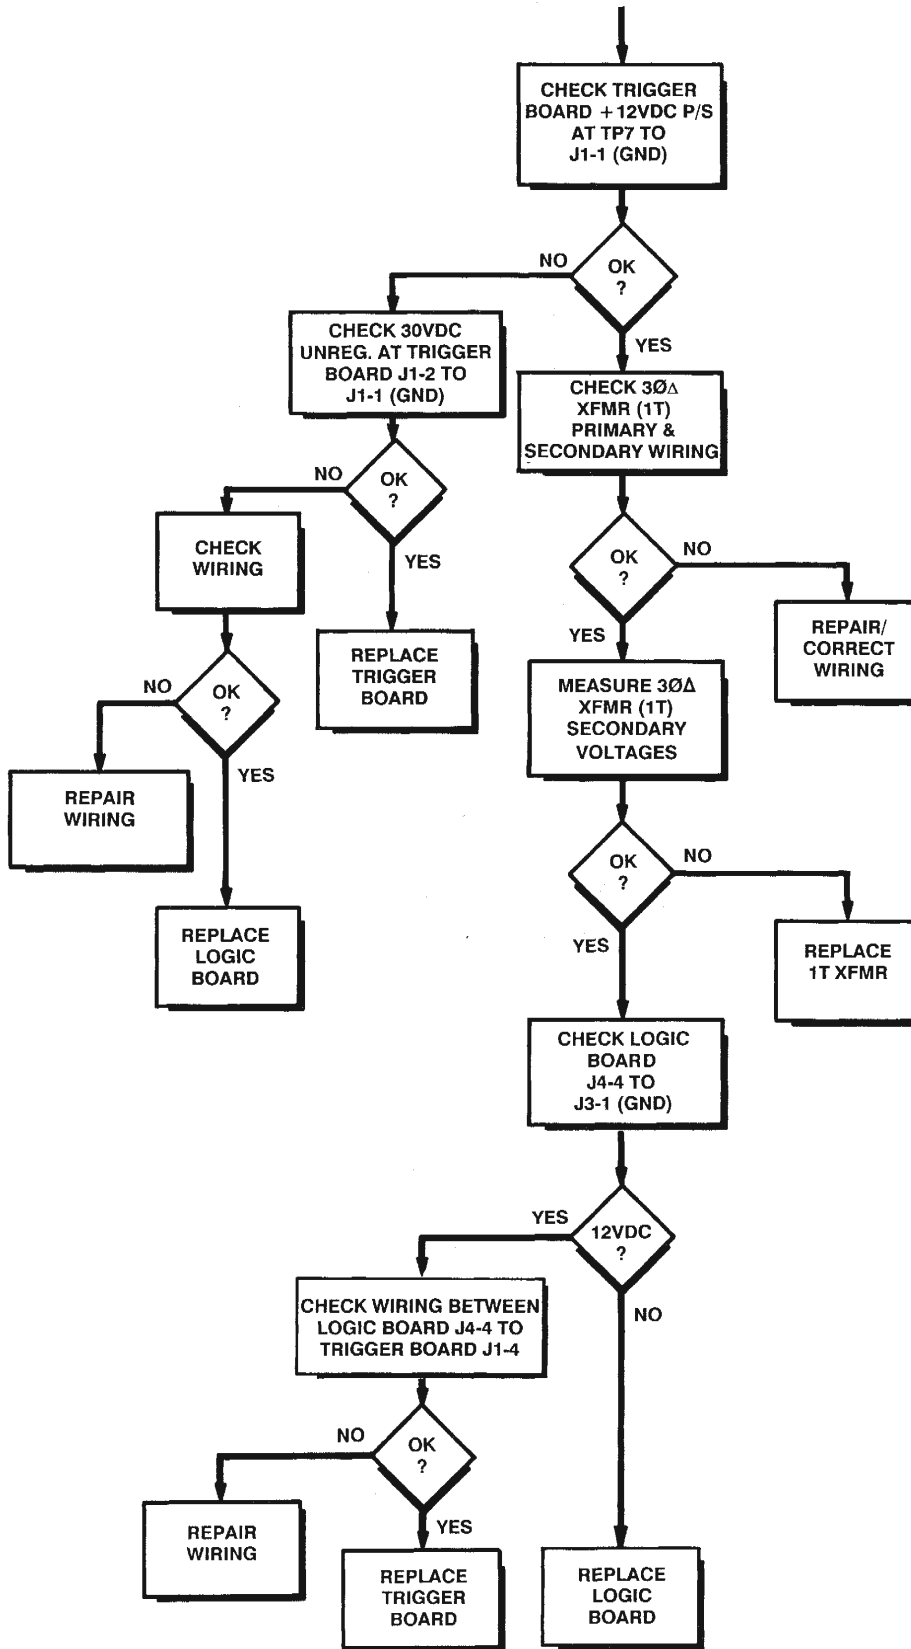 CHECK TRIGGER
BOARD +12VDC P/S
AT TP7 TO
J1-1 (GND)
OK
?
NO
YES
CHECK 30VDC
UNREG. AT TRIGGER
BOARD J1-2 TO
J1-1 (GND)
CHECK 3Ø∆
XFMR (1T)
PRIMARY &
SECONDARY WIRING
OK
?
NO
YES
OK
?
NO
YES
CHECK
WIRING
REPLACE
TRIGGER
BOARD
REPAIR/
CORRECT
WIRING
OK
?
NO
YES
MEASURE 3Ø∆
XFMR (1T)
SECONDARY
VOLTAGES
REPAIR
WIRING
OK
?
NO
YES
REPLACE
LOGIC
BOARD
REPLACE
1T XFMR
CHECK LOGIC
BOARD
J4-4 TO
J3-1 (GND)
12VDC
?
YES
NO
CHECK WIRING BETWEEN
LOGIC BOARD J4-4 TO
TRIGGER BOARD J1-4
OK
?
NO
YES
REPAIR
WIRING
REPLACE
TRIGGER
BOARD
REPLACE
LOGIC
BOARD